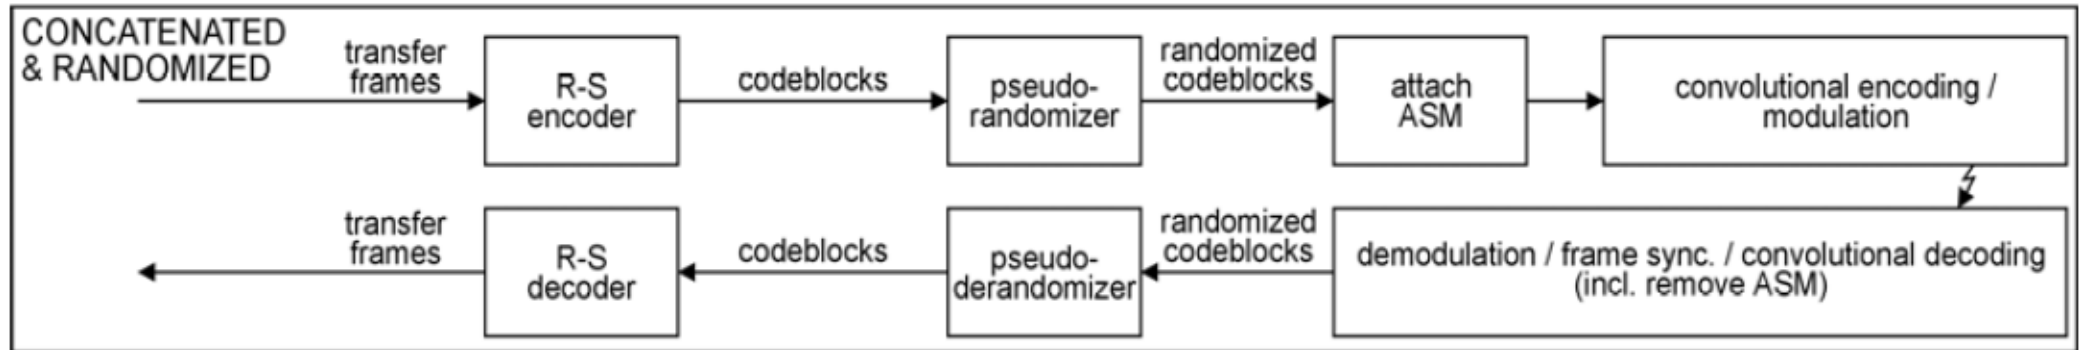 CONCATENATED
& RANDOMIZED
transfer
frames
R-S
encoder
codeblocks
pseudo-
randomizer
randomized
codeblocks
attach
ASM
convolutional encoding /
modulation
transfer
frames
R-S
decoder
codeblocks
pseudo-
derandomizer
randomized
codeblocks
demodulation / frame sync. / convolutional decoding
(incl. remove ASM)